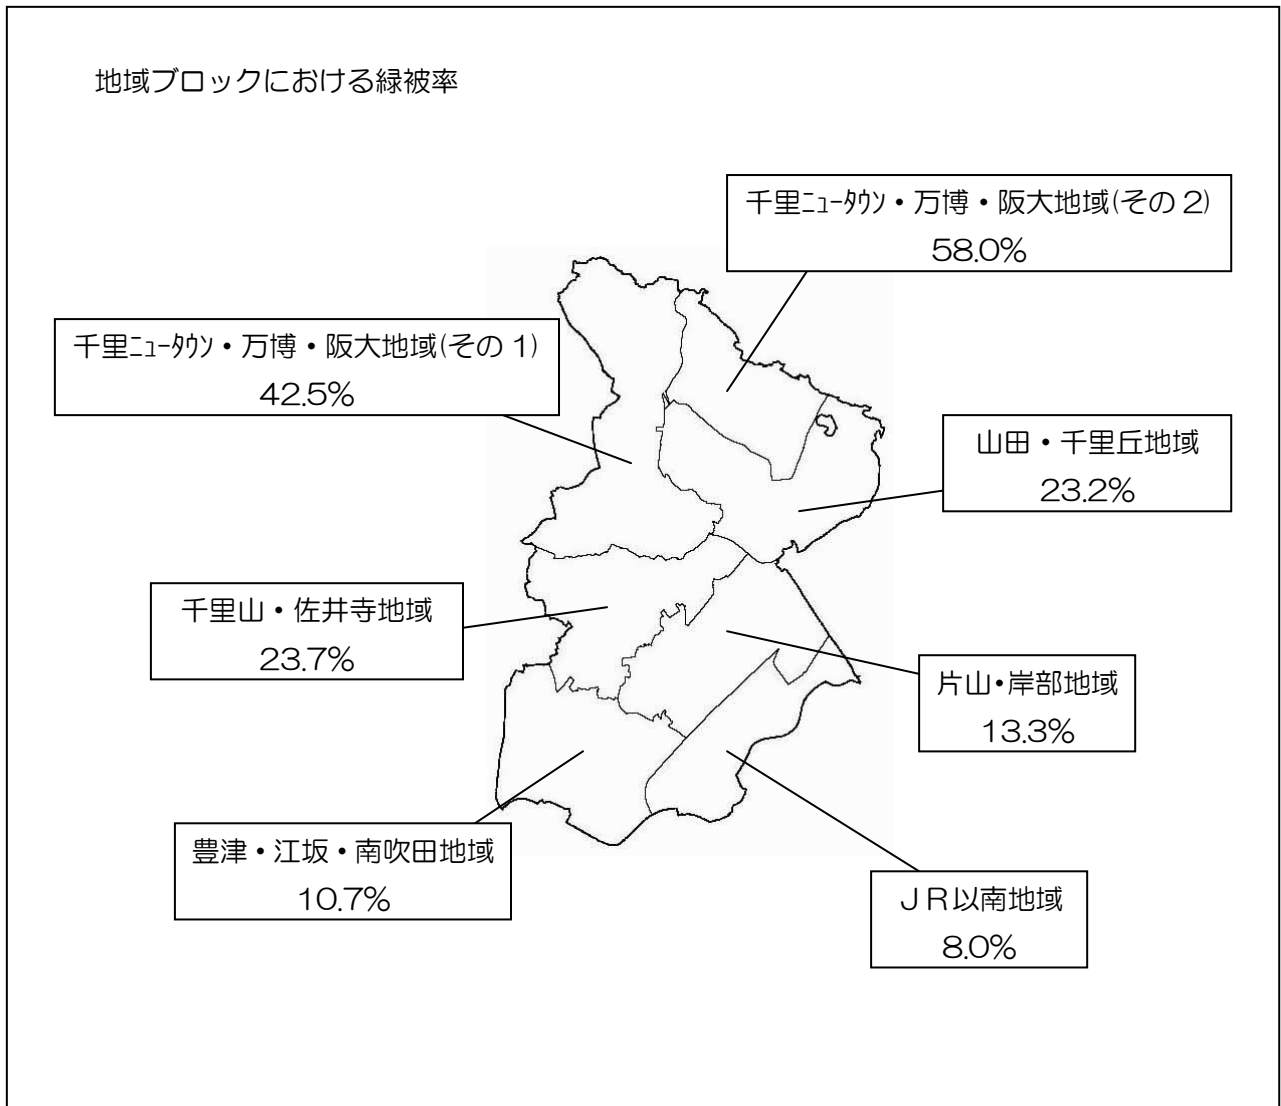 地域ブロックにおける緑被率
千里ﾆｭｰﾀｳﾝ・万博・阪大地域(その２)
58.0%
千里ﾆｭｰﾀｳﾝ・万博・阪大地域(その１)
42.5%
山田・千里丘地域
23.2%
千里山・佐井寺地域
23.7%
片山・岸部地域
13.3%
豊津・江坂・南吹田地域
10.7%
ＪＲ以南地域
8.0%